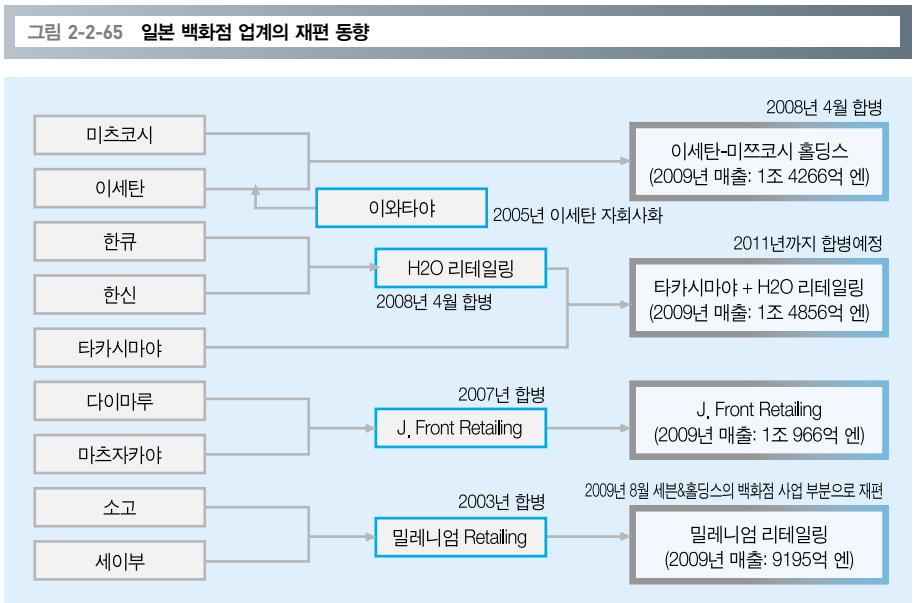 그림 2-2-65 일본 백화점 업계의 재편 동향
2008년 4월 합병
미츠코시
이세탄-미쯔코시 홀딩스
(2009년 매출: 1조 4266억 엔)
이세탄
이와타야
2005년 이세탄 자회사화
한큐
2011년까지 합병예정
H2O 리테일링
한신
2008년 4월 합병
타카시마야 + H2O 리테일링
(2009년 매출: 1조 4856억 엔)
타카시마야
다이마루
2007년 합병
J. Front Retailing
J. Front Retailing
(2009년 매출: 1조 966억 엔)
마츠자카야
소고
2003년 합병
2009년 8월 세븐&홀딩스의 백화점 사업 부분으로 재편
밀레니엄 Retailing
밀레니엄 리테일링
(2009년 매출: 9195억 엔)
세이부